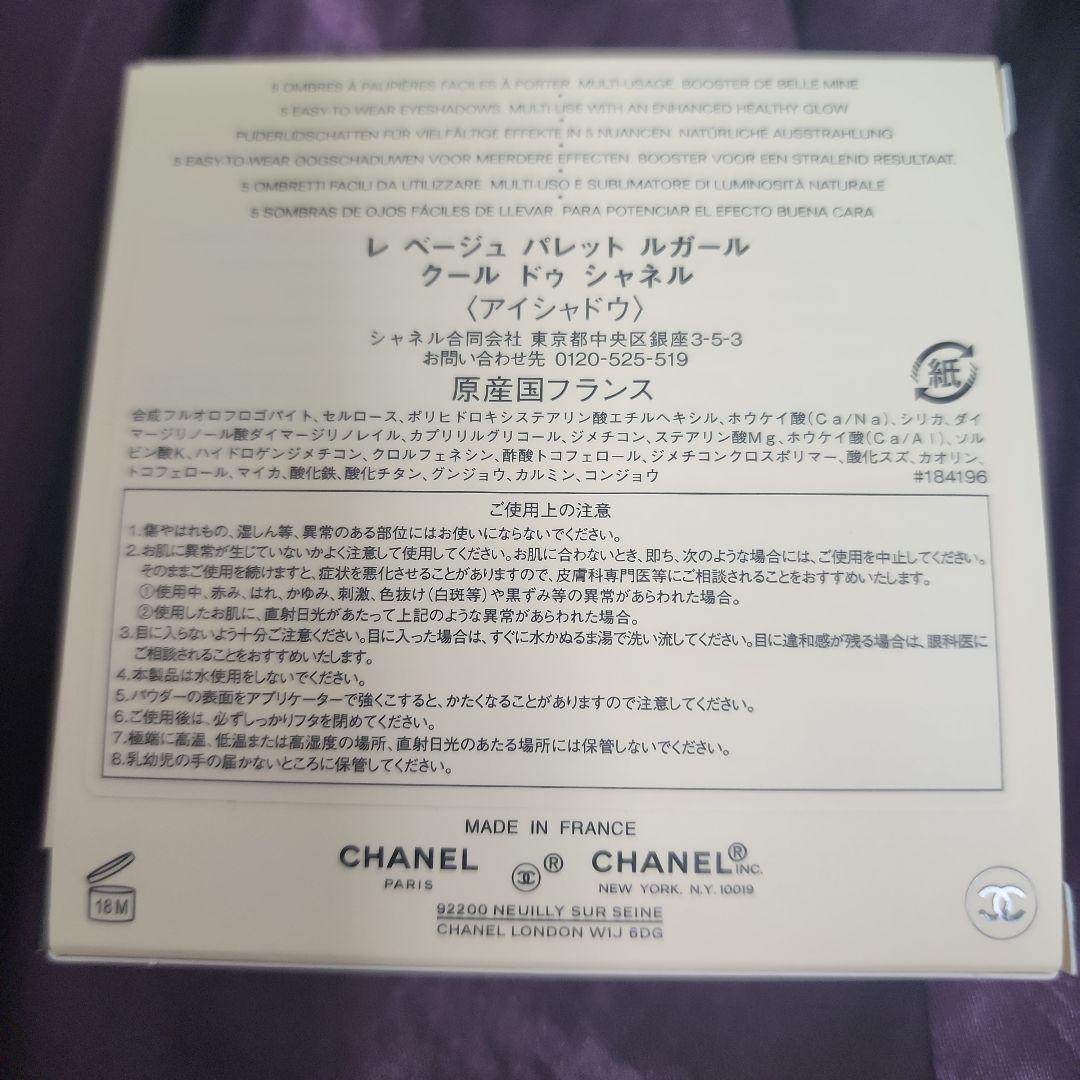 5 OMBRES À PAUPIÈRES FACILES À PORTER. MULTI-USAGE. BOOSTER DE BELLE MINE
5 EASY-TO-WEAR EYESHADOWS. MULTI-USE WITH AN ENHANCED HEALTHY GLOW
PUDERLIDSCHATTEN FÜR VIELFÄLTIGE EFFEKTE IN 5 NUANCEN. NATÜRLICHE AUSSTRAHLUNG
5 EASY-TO-WEAR OOGSCHADUWEN VOOR MEERDERE EFFECTEN. BOOSTER VOOR EEN STRALEND RESULTAAT.
5 OMBRETTI FACILI DA UTILIZZARE. MULTI-USO E SUBLIMATORE DI LUMINOSITÀ NATURALE
5 SOMBRAS DE OJOS FÁCILES DE LLEVAR. PARA POTENCIAR EL EFECTO BUENA CARA
レ ベージュ パレット ルガール
クール ドゥ シャネル
〈アイシャドウ〉
シャネル合同会社 東京都中央区銀座3-5-3
お問い合わせ先 0120-525-519
原産国フランス
紙
合成フルオロフロゴパイト、セルロース、ポリヒドロキシステアリン酸エチルヘキシル、ホウケイ酸(Ca/Na)、シリカ、ダイ
マージリノール酸ダイマージリノレイル、カプリリルグリコール、ジメチコン、ステアリン酸Mg、ホウケイ酸(Ca/Al)、ソル
ビン酸K、ハイドロゲンジメチコン、クロルフェネシン、酢酸トコフェロール、ジメチコンクロスポリマー、酸化スズ、カオリン、
トコフェロール、マイカ、酸化鉄、酸化チタン、グンジョウ、カルミン、コンジョウ #184196
ご使用上の注意
1.傷やはれもの、湿しん等、異常のある部位にはお使いにならないでください。
2.お肌に異常が生じていないかよく注意して使用してください。お肌に合わないとき、即ち、次のような場合には、ご使用を中止してください。
そのままご使用を続けますと、症状を悪化させることがありますので、皮膚科専門医等にご相談されることをおすすめいたします。
①使用中、赤み、はれ、かゆみ、刺激、色抜け(白斑等)や黒ずみ等の異常があらわれた場合。
②使用したお肌に、直射日光があたって上記のような異常があらわれた場合。
3.目に入らないよう十分ご注意ください。目に入った場合は、すぐに水かぬるま湯で洗い流してください。目に違和感が残る場合は、眼科医に
ご相談されることをおすすめいたします。
4.本製品は水使用をしないでください。
5.パウダーの表面をアプリケーターで強くこすると、かたくなることがありますので注意してください。
6.ご使用後は、必ずしっかりフタを閉めてください。
7.極端に高温、低温または高湿度の場所、直射日光のあたる場所には保管しないでください。
8.乳幼児の手の届かないところに保管してください。
MADE IN FRANCE
CHANEL ® CHANEL® INC.
PARIS NEW YORK, N.Y. 10019
92200 NEUILLY SUR SEINE
CHANEL LONDON W1J 6DG
18M